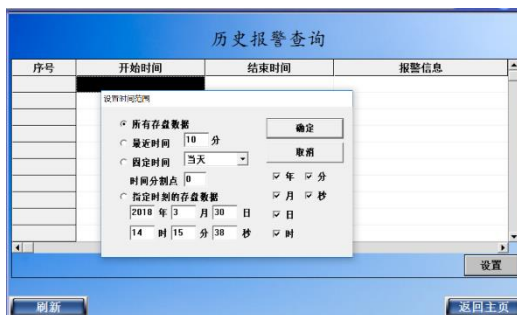 历史报警查询
序号 开始时间 结束时间 报警信息
设置时间范围
所有存盘数据 确定
最近时间 10 分
固定时间 当天 取消
时间分割点 0 年 分
指定时刻的存盘数据 月 秒
2018 年 3 月 30 日 日
14 时 15 分 38 秒 时
设置
刷新 返回主页